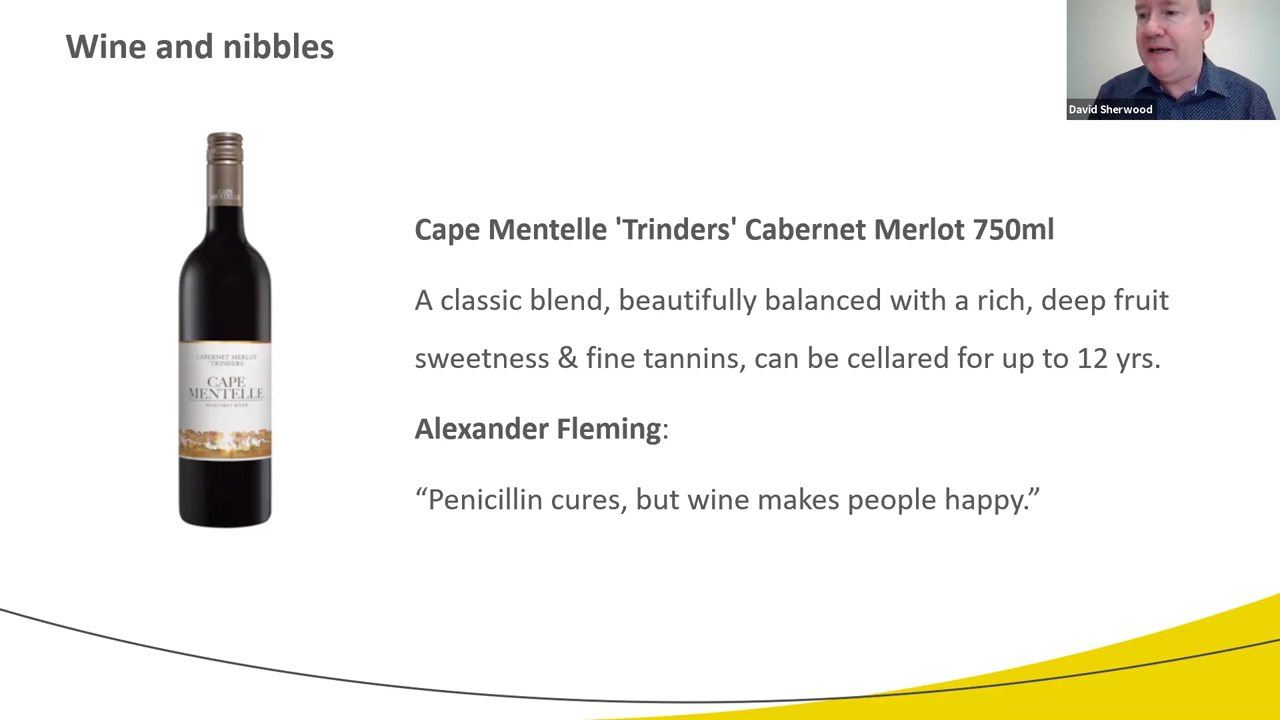 Wine and nibbles
David Sherwood
CAPE
MENTELLE
Cape Mentelle 'Trinders' Cabernet Merlot 750ml
A classic blend, beautifully balanced with a rich, deep fruit
sweetness & fine tannins, can be cellared for up to 12 yrs.
Alexander Fleming:
“Penicillin cures, but wine makes people happy.”
CABERNET MERLOT
'TRINDERS'
CAPE
MENTELLE
MARGARET RIVER